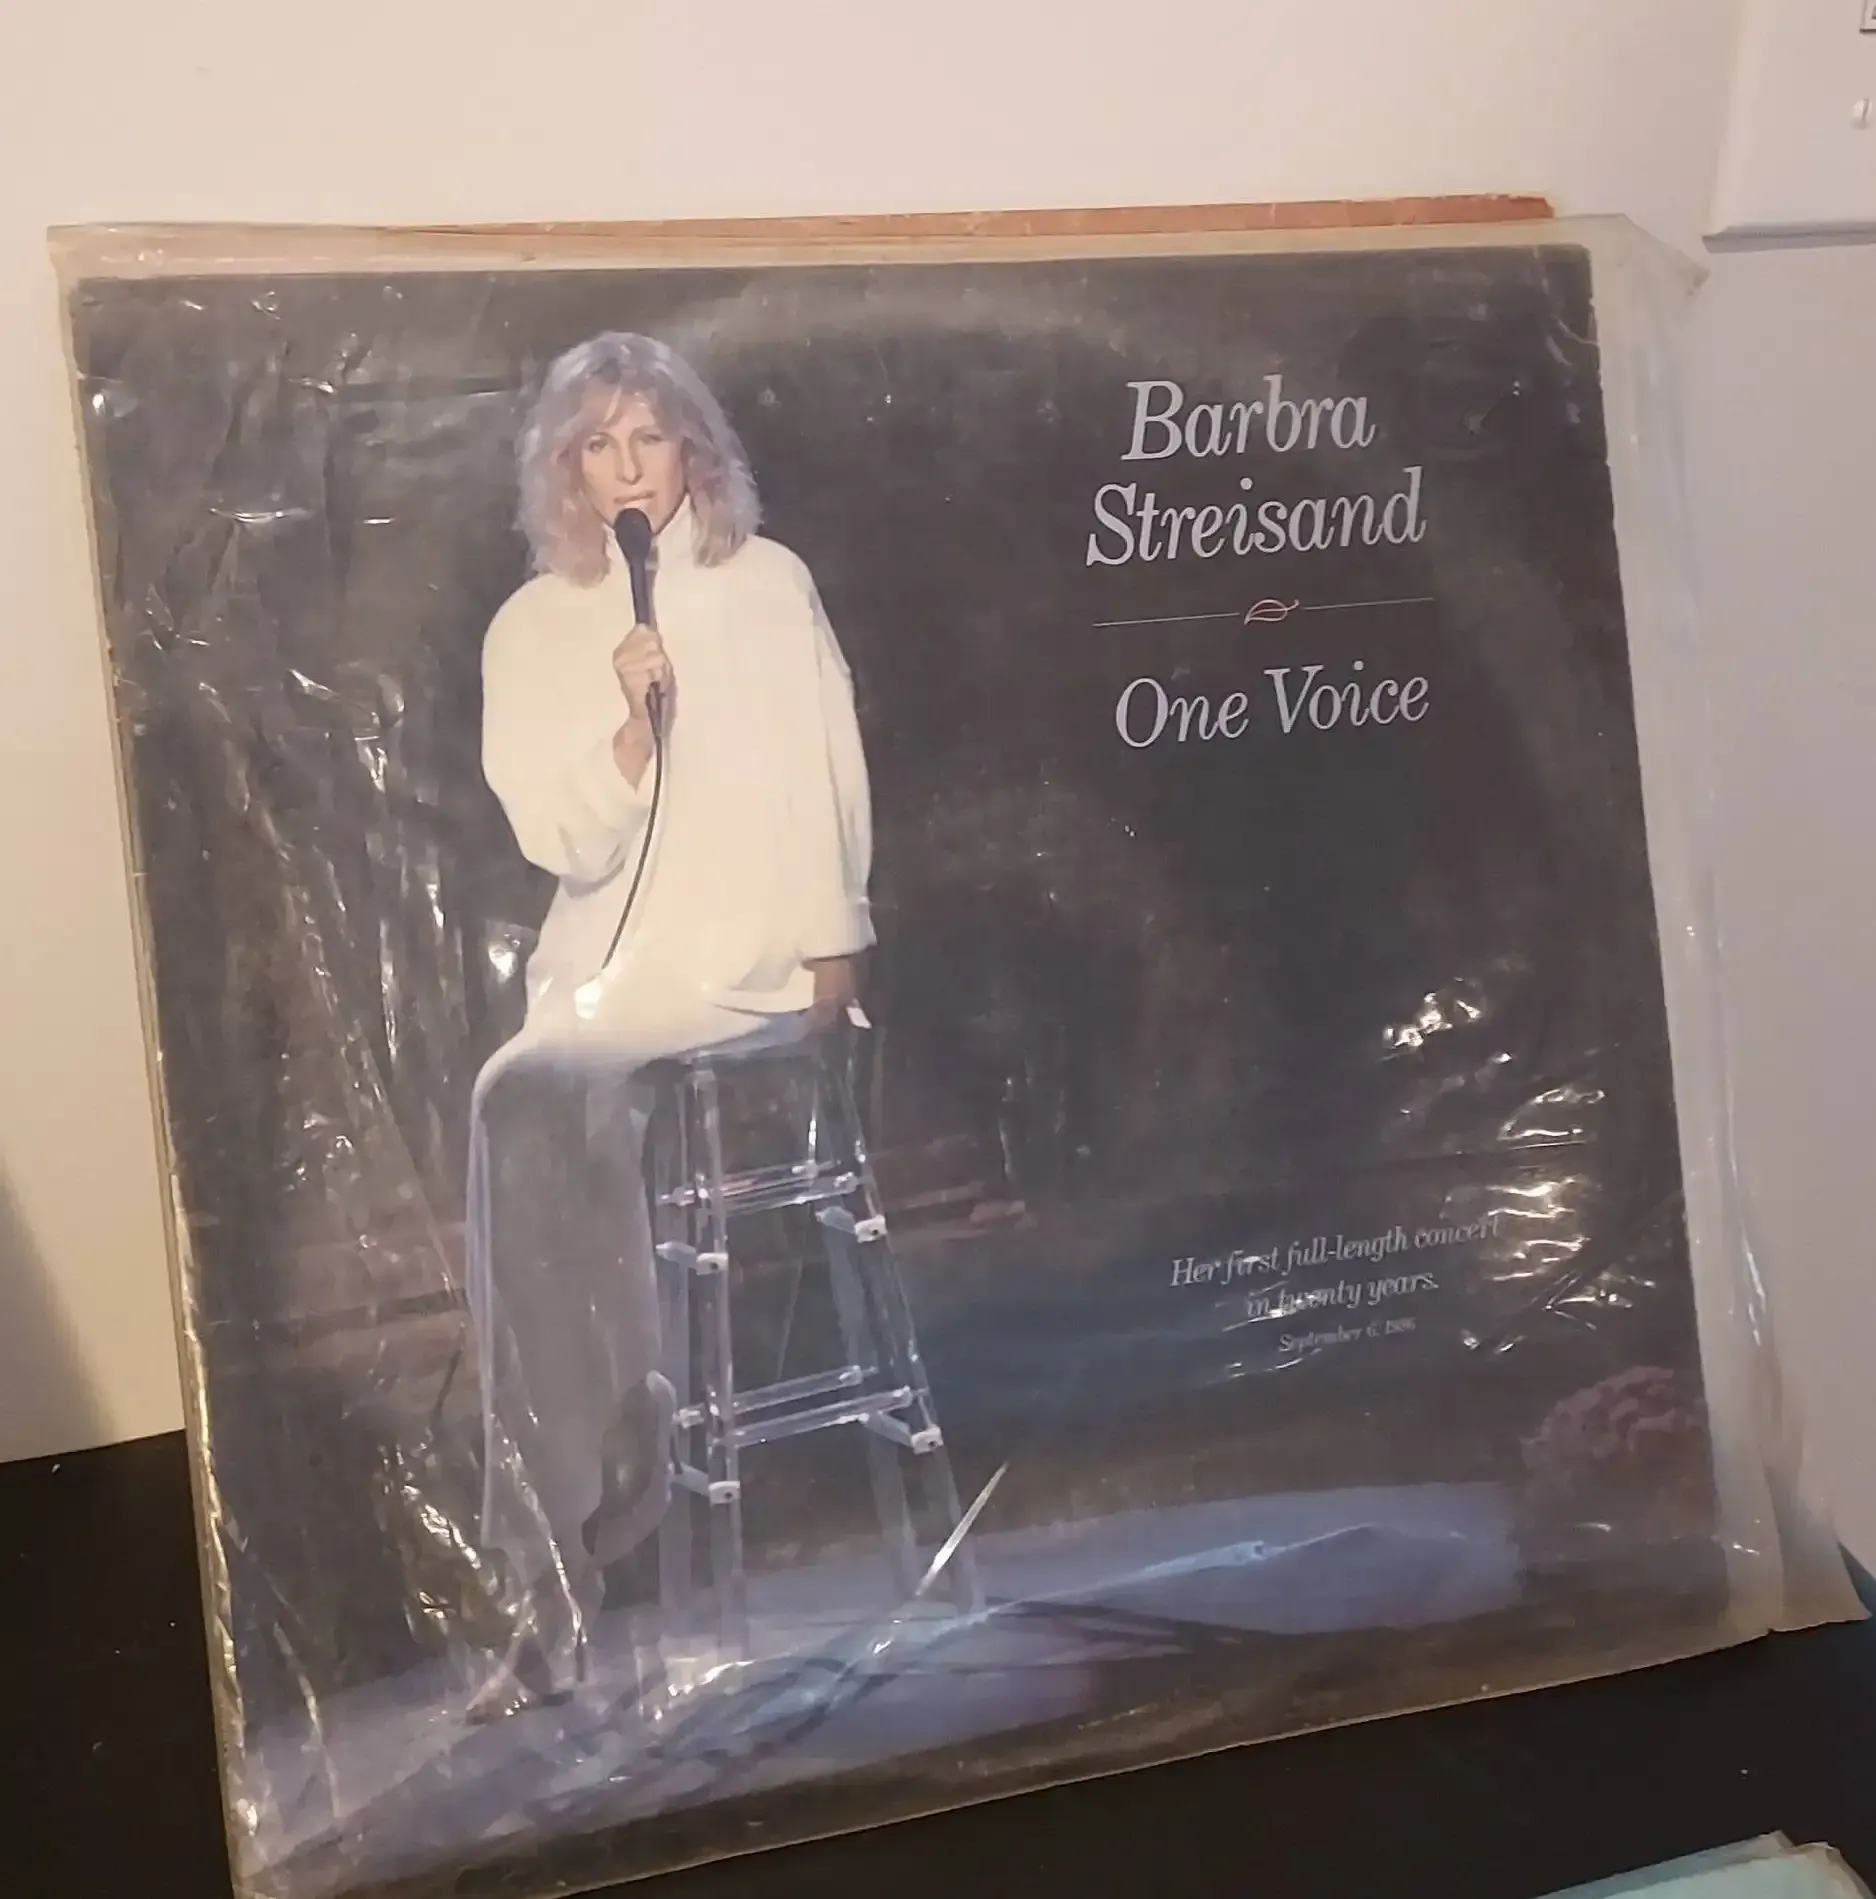 Barbra
Streisand
One Voice
Her first full-length concert
in twenty years.
September 6, 1986